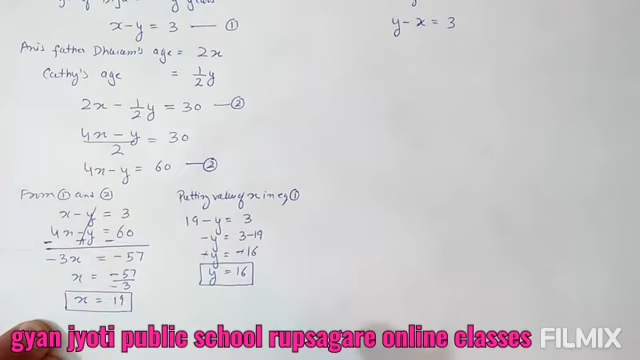 x - y = 3 —①
Ani's father Dharam's age = 2x
Cathy's age = 1/2 y
2x - 1/2 y = 30 —②
4x - y / 2 = 30
4x - y = 60 —②
From ① and ②
x - y = 3
4x - y = 60
- + -
-3x = -57
x = -57/-3
x = 19
Putting value of x in eq ①
19 - y = 3
-y = 3-19
-y = -16
y = 16
y - x = 3
gyan jyoti public school rupsagare online classes
FILMIX